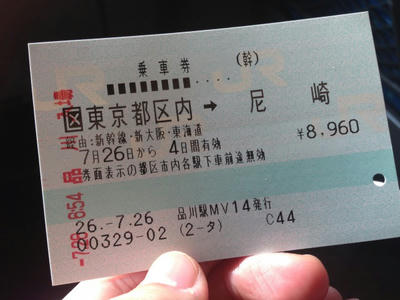 乗車券
■■■■■■■■････ (幹)
区東京都区内 → 尼崎
経由：新幹線・新大阪・東海道
7月26日から 4日間有効 ¥8,960
券面表示の都区市内各駅下車前途無効
26.-7.26 品川駅MV14発行
00329-02 (2-タ) C44